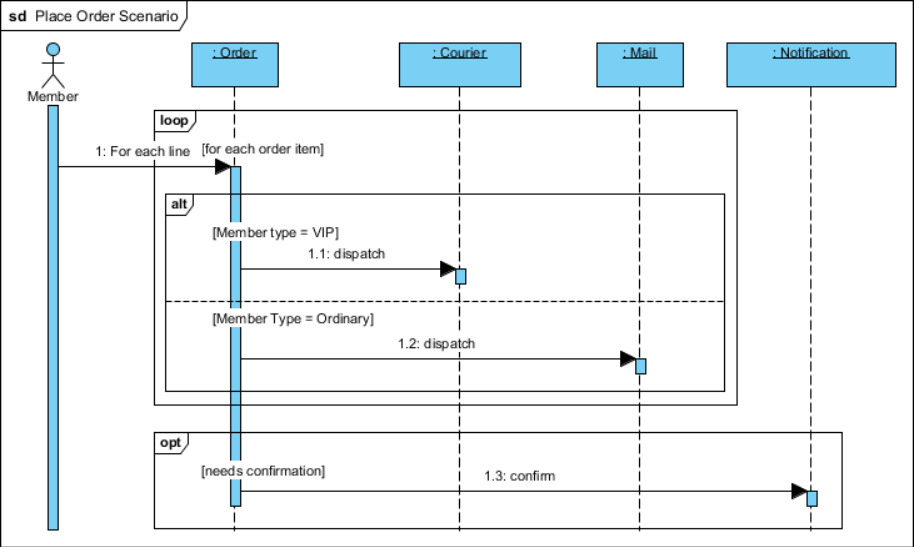 sd Place Order Scenario
: Order
: Courier
: Mail
: Notification
Member
loop
1: For each line
[for each order item]
alt
[Member type = VIP]
1.1: dispatch
[Member Type = Ordinary]
1.2: dispatch
opt
[needs confirmation]
1.3: confirm